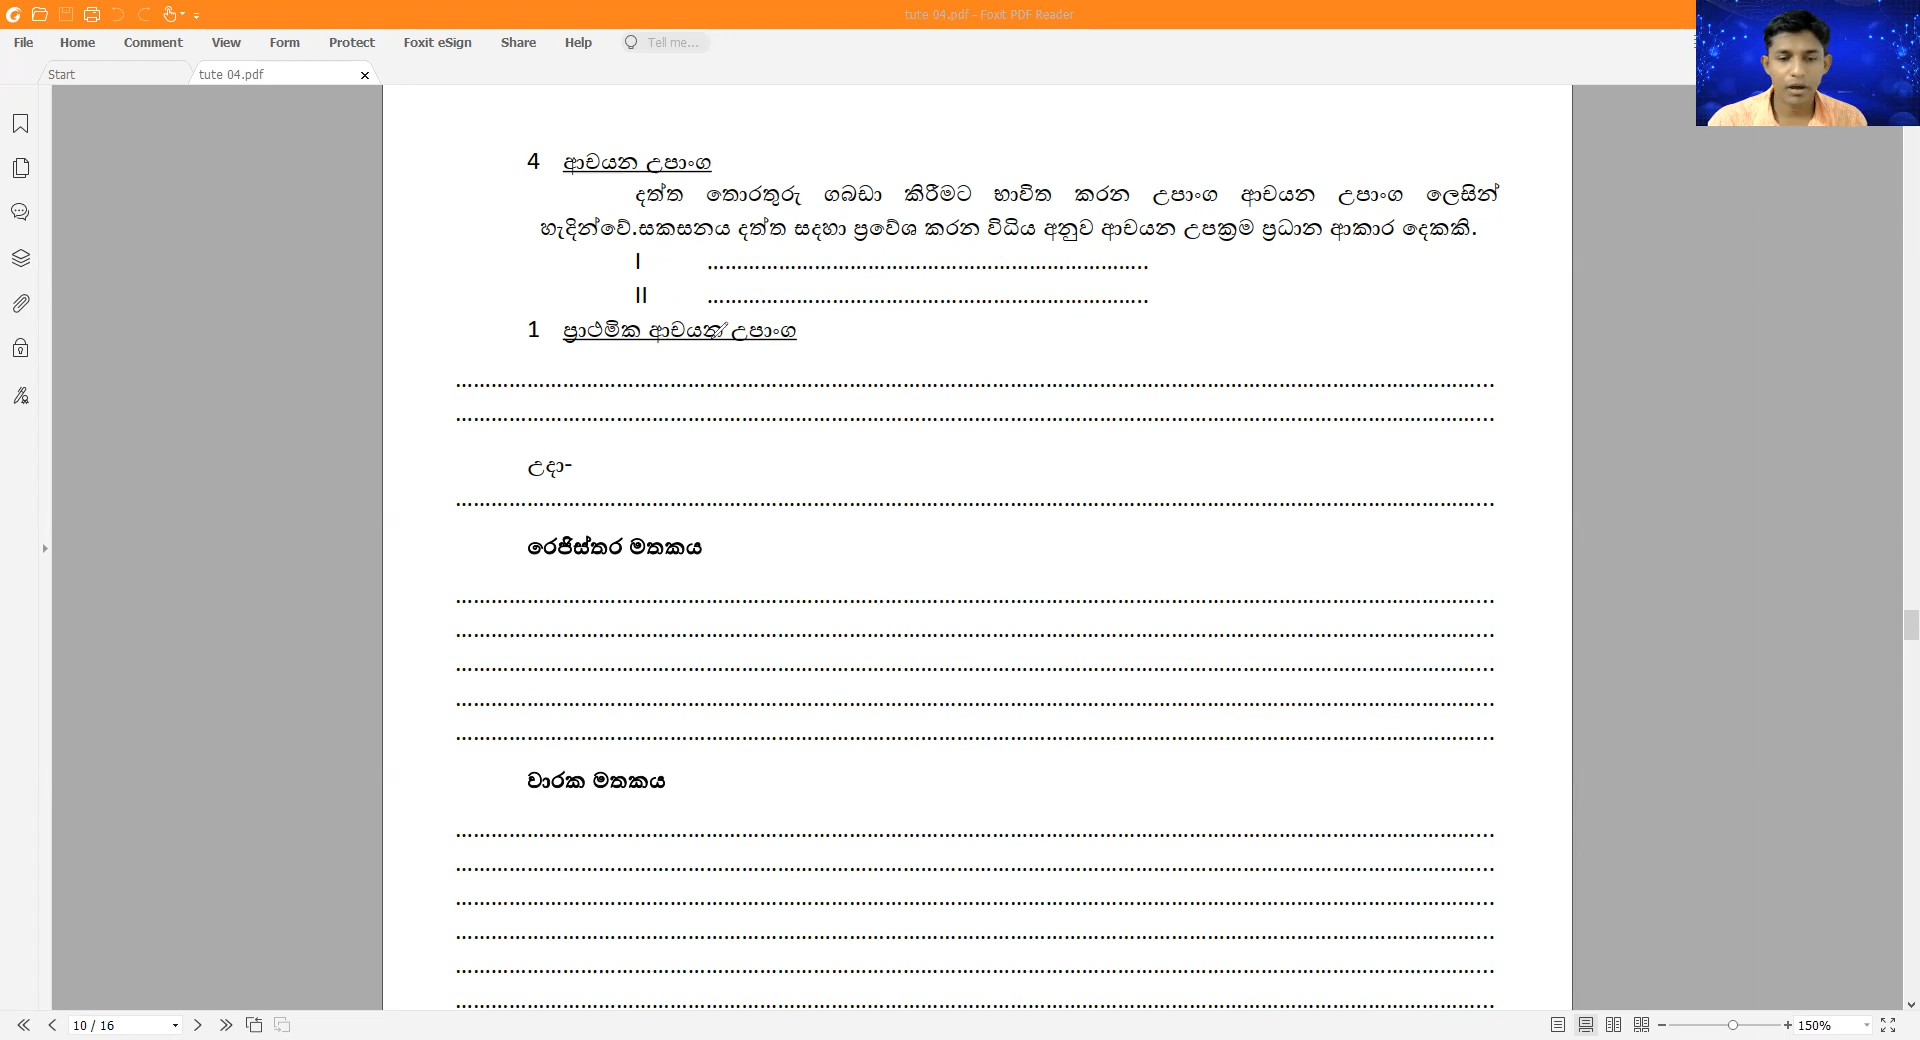 tute 04.pdf - Foxit PDF Reader
File Home Comment View Form Protect Foxit eSign Share Help Tell me...
Start tute 04.pdf
4 ආචයන උපාංග
දත්ත තොරතුරු ගබඩා කිරීමට භාවිත කරන උපාංග ආචයන උපාංග ලෙසින්
හැදින්වේ.සකසනය දත්ත සදහා ප්‍රවේශ කරන විධිය අනුව ආචයන උපක්‍රම ප්‍රධාන ආකාර දෙකකි.
I ........................................................................
II ........................................................................
1 ප්‍රාථමික ආචයන උපාංග
උදා-
රෙජිස්තර මතකය
වාරක මතකය
10 / 16
150%